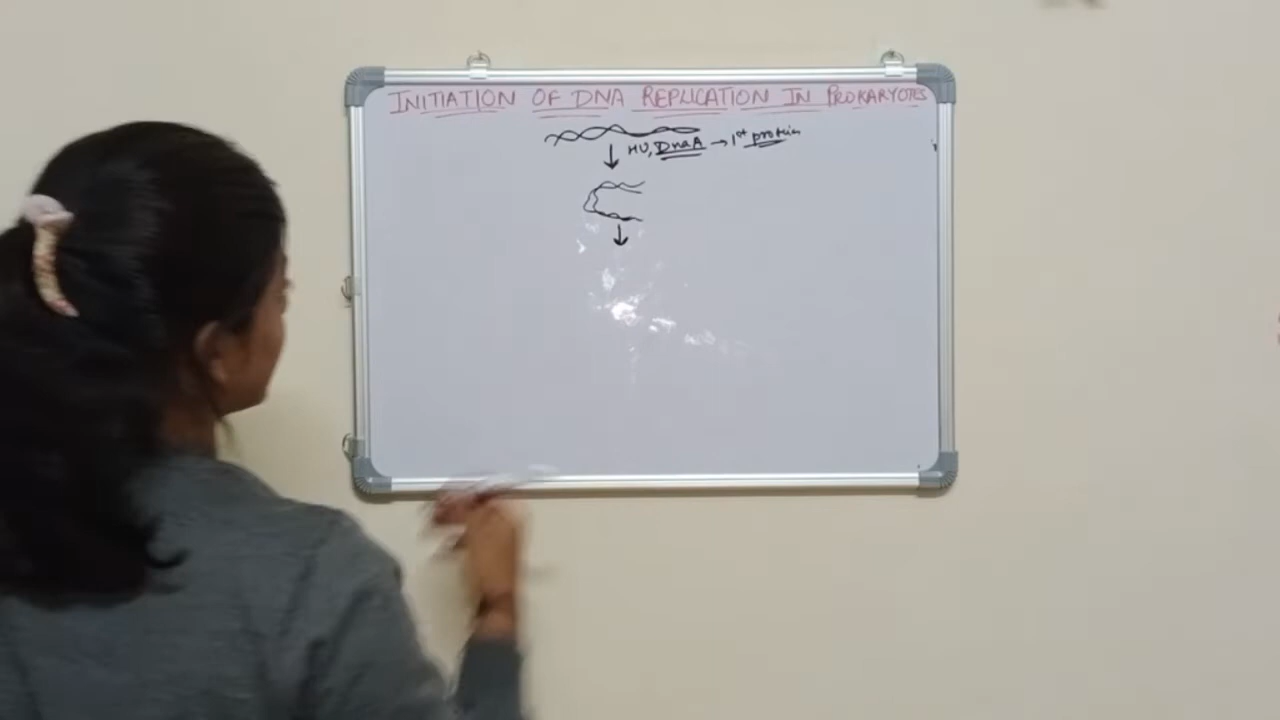 INITIATION OF DNA REPLICATION IN PROKARYOTES
HU, DnaA → 1st protein